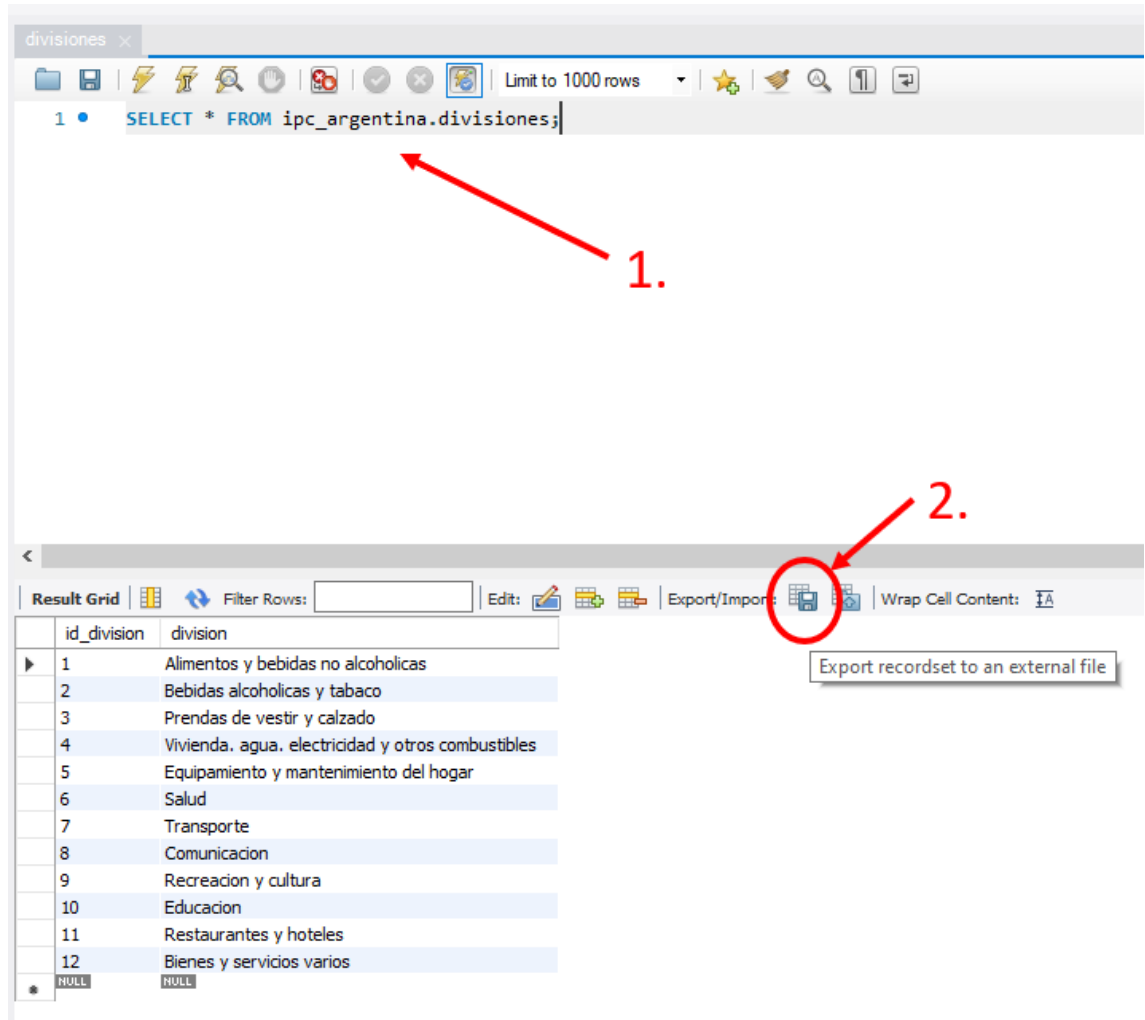 divisiones
Limit to 1000 rows
1 SELECT * FROM ipc_argentina.divisiones;
1.
2.
Result Grid Filter Rows: Edit: Export/Import: Wrap Cell Content: IA
Export recordset to an external file
id_division division
1 Alimentos y bebidas no alcoholicas
2 Bebidas alcoholicas y tabaco
3 Prendas de vestir y calzado
4 Vivienda. agua. electricidad y otros combustibles
5 Equipamiento y mantenimiento del hogar
6 Salud
7 Transporte
8 Comunicacion
9 Recreacion y cultura
10 Educacion
11 Restaurantes y hoteles
12 Bienes y servicios varios
NULL NULL